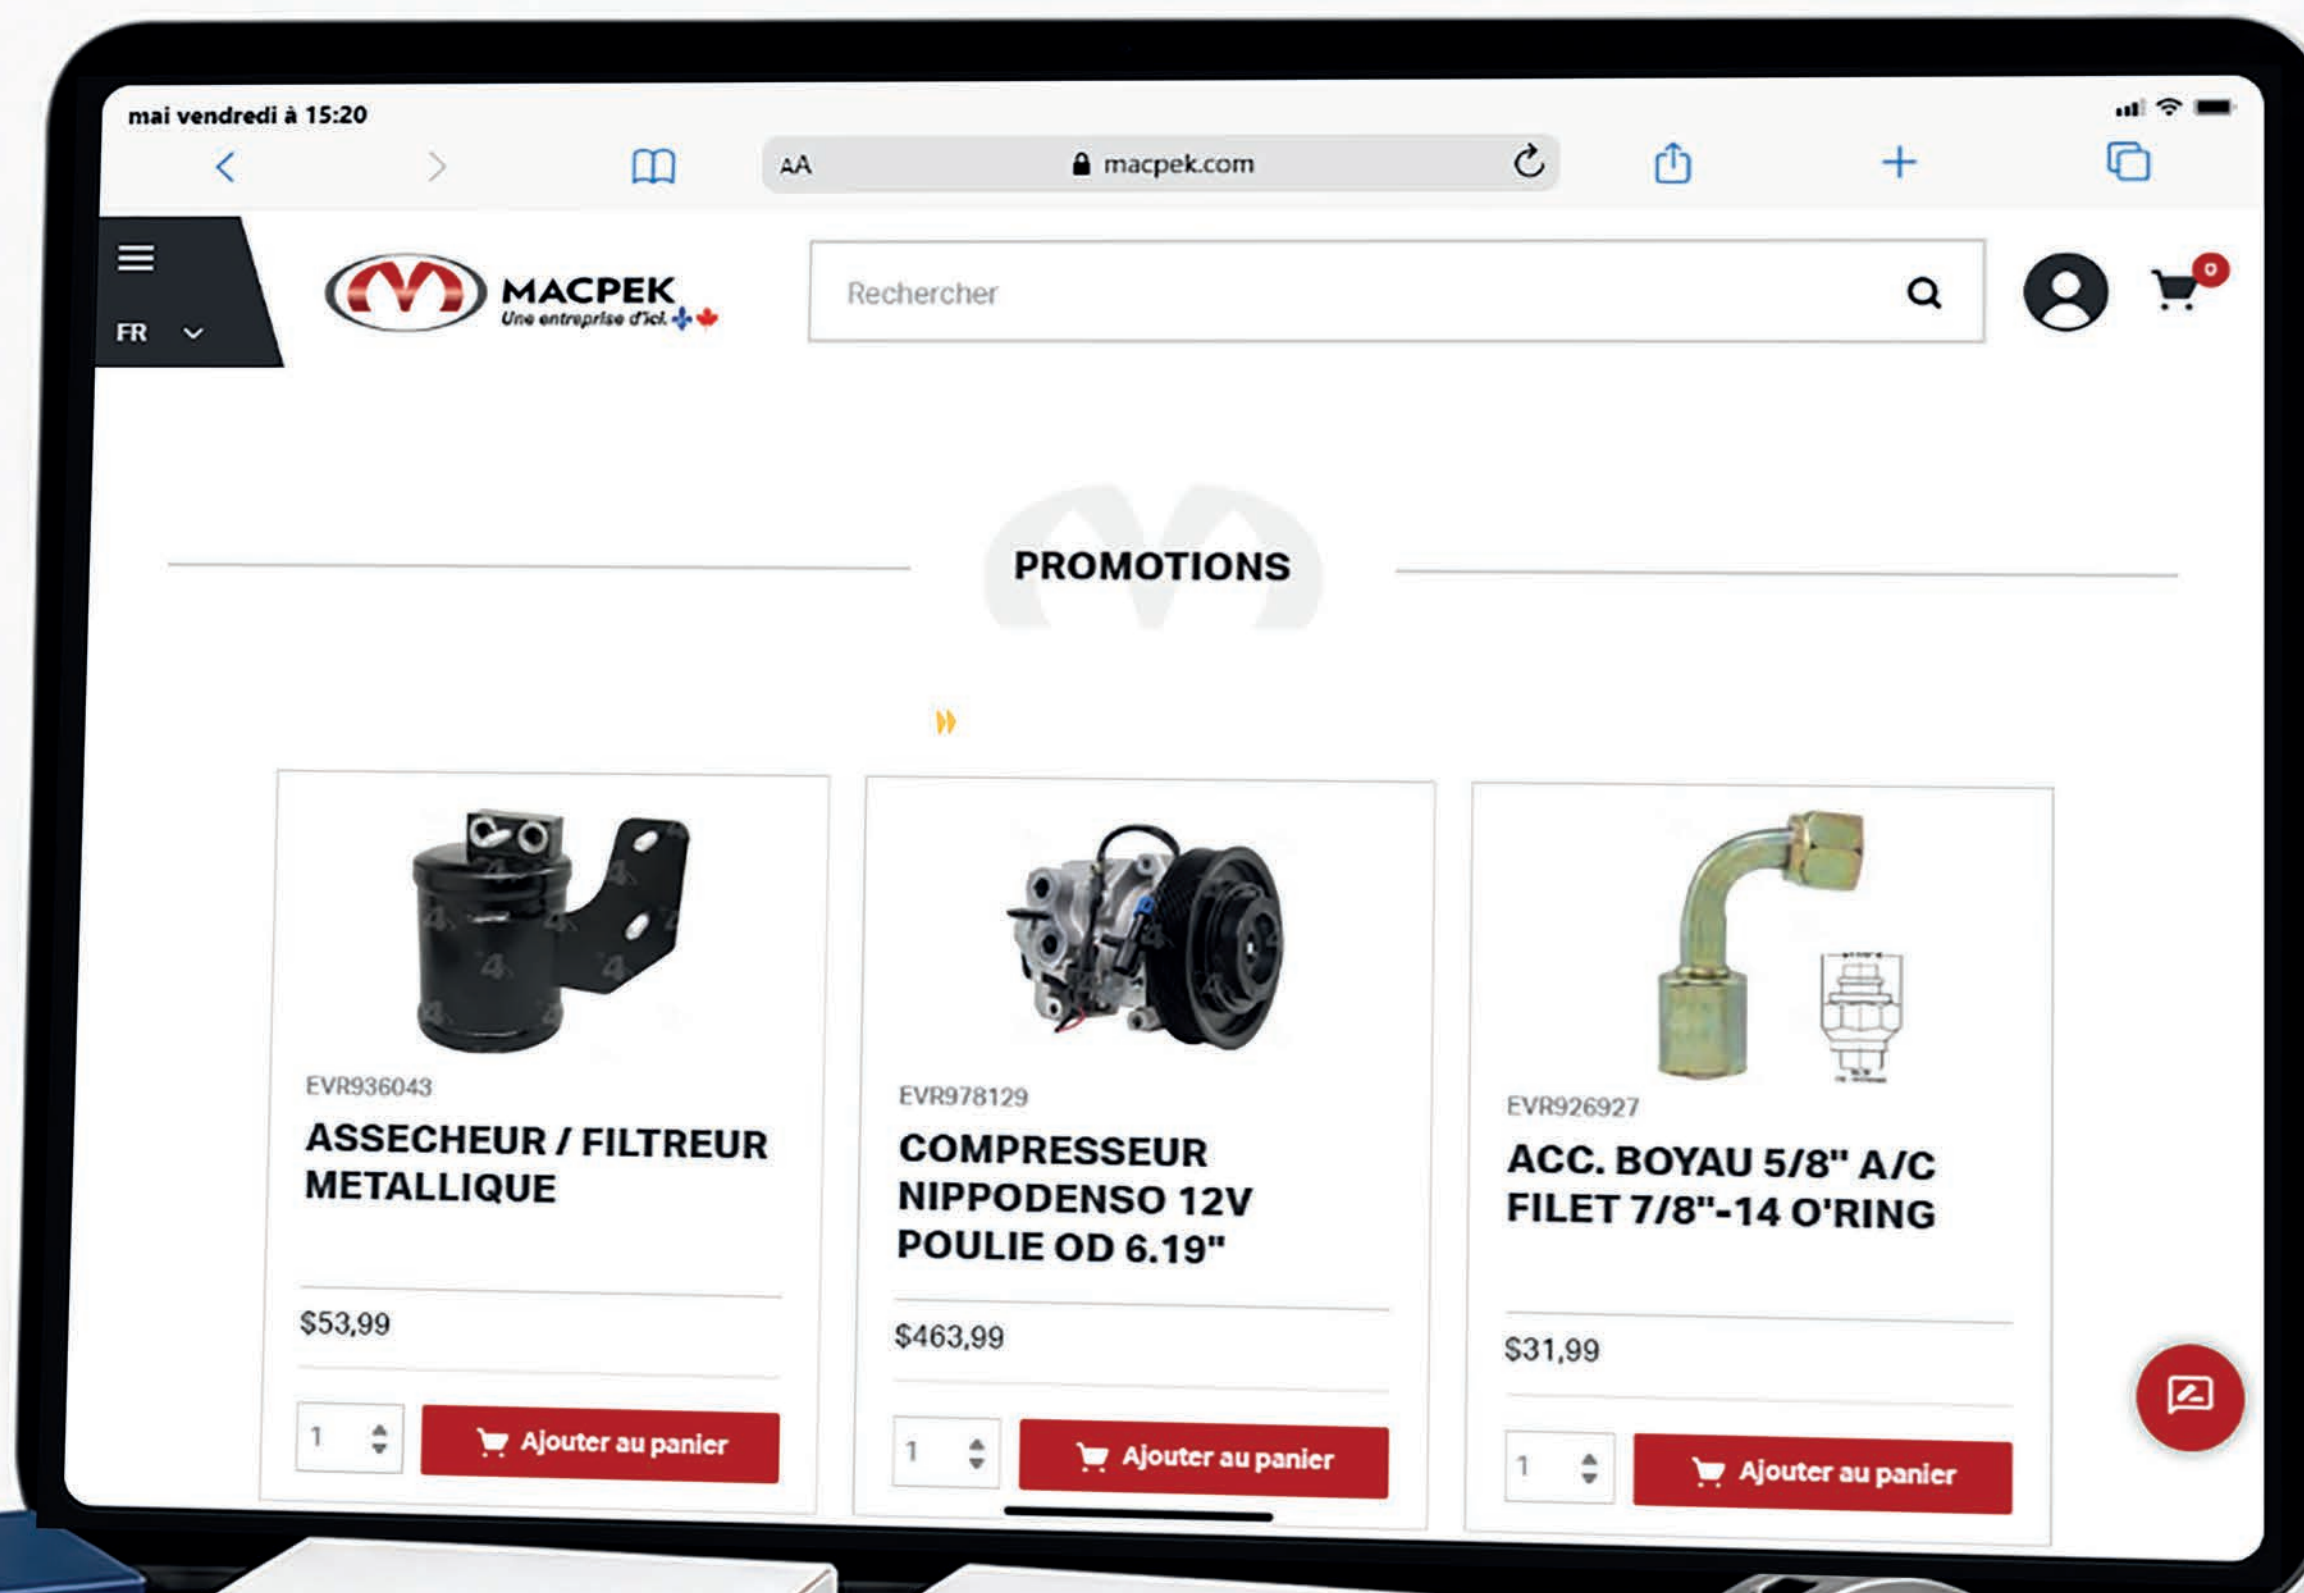 mai vendredi à 15:20
AA
macpek.com
FR
MACPEK
Une entreprise d'ici.
Rechercher
0
PROMOTIONS
EVR936043
ASSECHEUR / FILTREUR
METALLIQUE
$53,99
1
Ajouter au panier
EVR978129
COMPRESSEUR
NIPPODENSO 12V
POULIE OD 6.19"
$463,99
1
Ajouter au panier
EVR926927
ACC. BOYAU 5/8" A/C
FILET 7/8"-14 O'RING
$31,99
1
Ajouter au panier